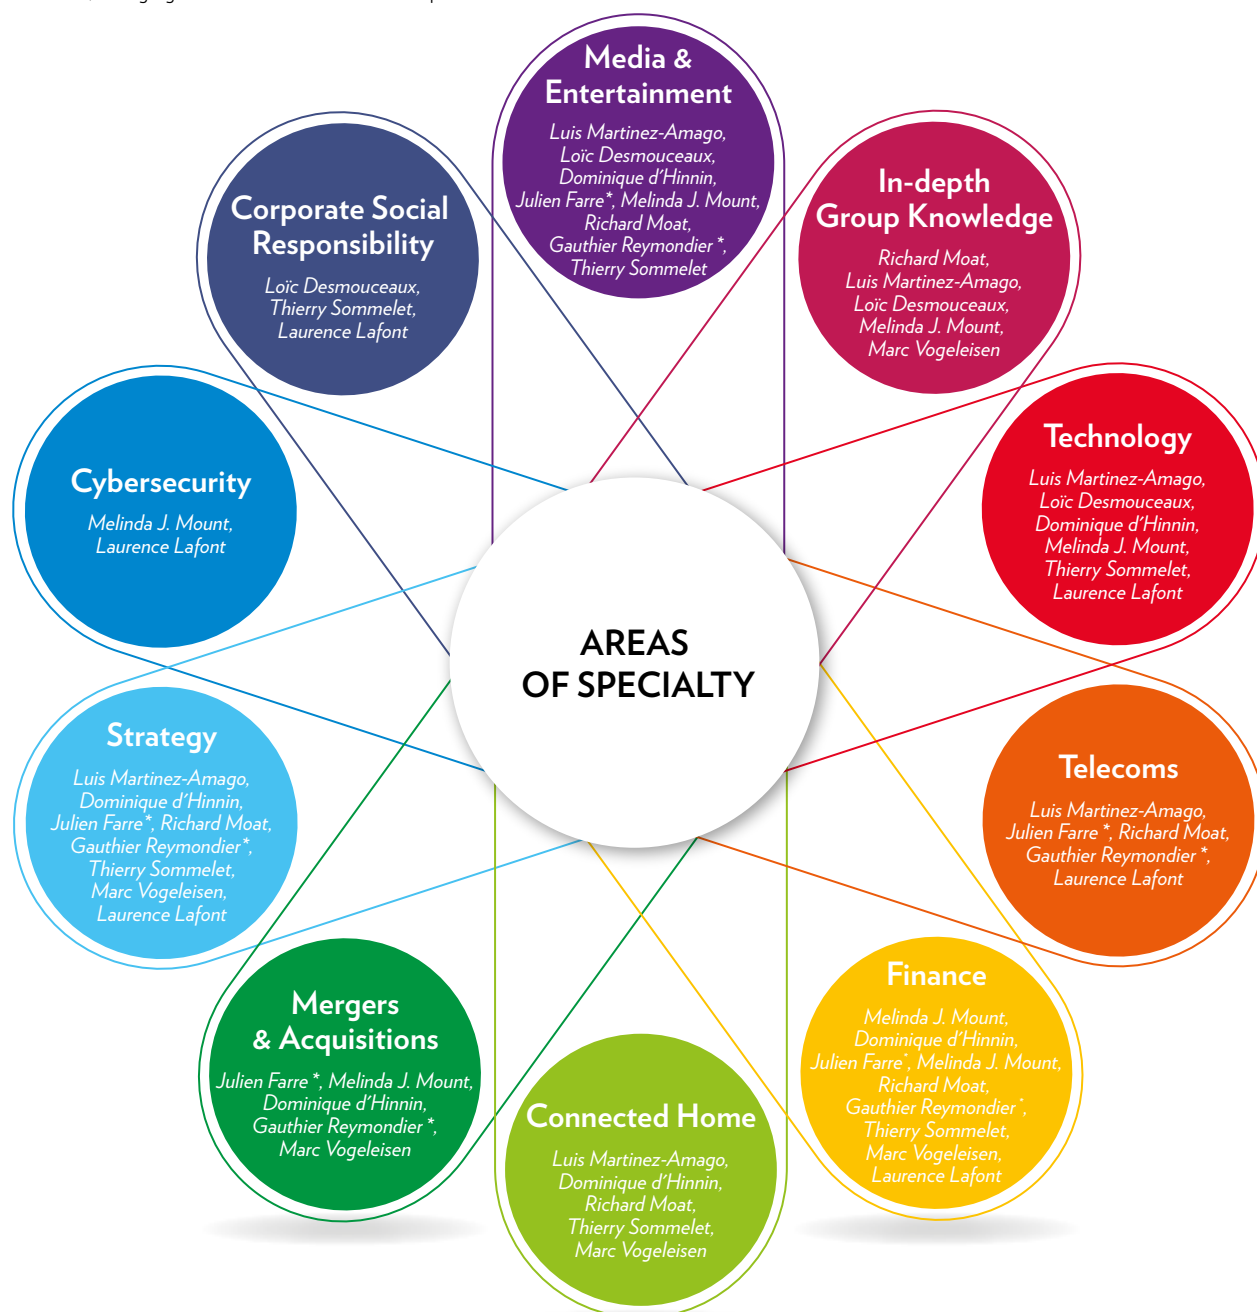 Media &
Entertainment
Luis Martinez-Amago,
Loïc Desmouceaux,
Dominique d'Hinnin,
Julien Farre*, Melinda J. Mount,
Richard Moat,
Gauthier Reymondier *,
Thierry Sommelet
In-depth
Group Knowledge
Richard Moat,
Luis Martinez-Amago,
Loïc Desmouceaux,
Melinda J. Mount,
Marc Vogeleisen
Corporate Social
Responsibility
Loïc Desmouceaux,
Thierry Sommelet,
Laurence Lafont
Technology
Luis Martinez-Amago,
Loïc Desmouceaux,
Dominique d'Hinnin,
Melinda J. Mount,
Thierry Sommelet,
Laurence Lafont
Cybersecurity
Melinda J. Mount,
Laurence Lafont
AREAS
OF SPECIALTY
Strategy
Luis Martinez-Amago,
Dominique d'Hinnin,
Julien Farre*, Richard Moat,
Gauthier Reymondier*,
Thierry Sommelet,
Marc Vogeleisen,
Laurence Lafont
Telecoms
Luis Martinez-Amago,
Julien Farre *, Richard Moat,
Gauthier Reymondier *,
Laurence Lafont
Mergers
& Acquisitions
Julien Farre *, Melinda J. Mount,
Dominique d'Hinnin,
Gauthier Reymondier *,
Marc Vogeleisen
Finance
Melinda J. Mount,
Dominique d'Hinnin,
Julien Farre*, Melinda J. Mount,
Richard Moat,
Gauthier Reymondier *,
Thierry Sommelet,
Marc Vogeleisen,
Laurence Lafont
Connected Home
Luis Martinez-Amago,
Dominique d'Hinnin,
Richard Moat,
Thierry Sommelet,
Marc Vogeleisen